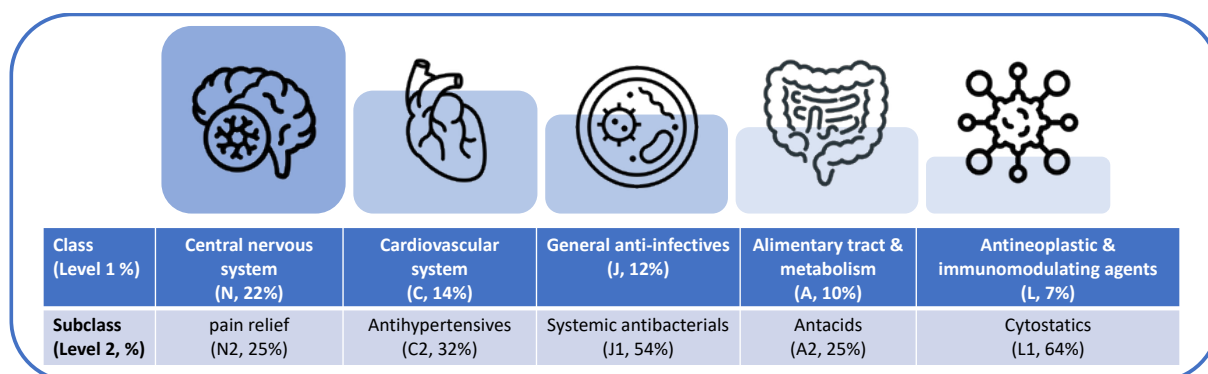 Class
(Level 1 %)
Central nervous
system
(N, 22%)
Cardiovascular
system
(C, 14%)
General anti-infectives
(J, 12%)
Alimentary tract &
metabolism
(A, 10%)
Antineoplastic &
immunomodulating agents
(L, 7%)
Subclass
(Level 2, %)
pain relief
(N2, 25%)
Antihypertensives
(C2, 32%)
Systemic antibacterials
(J1, 54%)
Antacids
(A2, 25%)
Cytostatics
(L1, 64%)